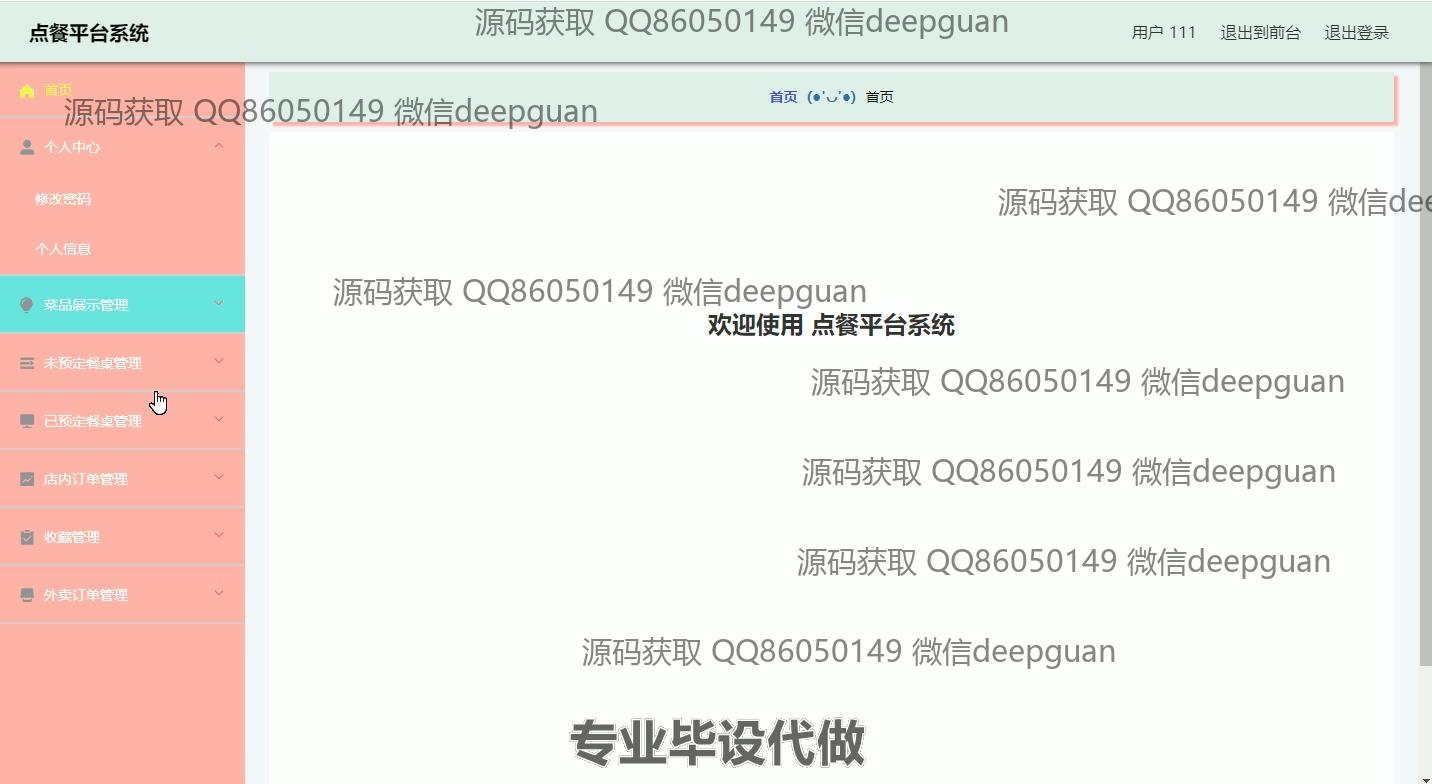 源码获取 QQ86050149 微信deepguan
点餐平台系统
用户 111 退出到前台 退出登录
首页
首页 (●'◡'●) 首页
源码获取 QQ86050149 微信deepguan
个人中心
修改密码
源码获取 QQ86050149 微信dee
个人信息
源码获取 QQ86050149 微信deepguan
菜品展示管理
欢迎使用 点餐平台系统
未预定餐桌管理
源码获取 QQ86050149 微信deepguan
已预定餐桌管理
源码获取 QQ86050149 微信deepguan
店内订单管理
收藏管理
源码获取 QQ86050149 微信deepguan
外卖订单管理
源码获取 QQ86050149 微信deepguan
专业毕设代做